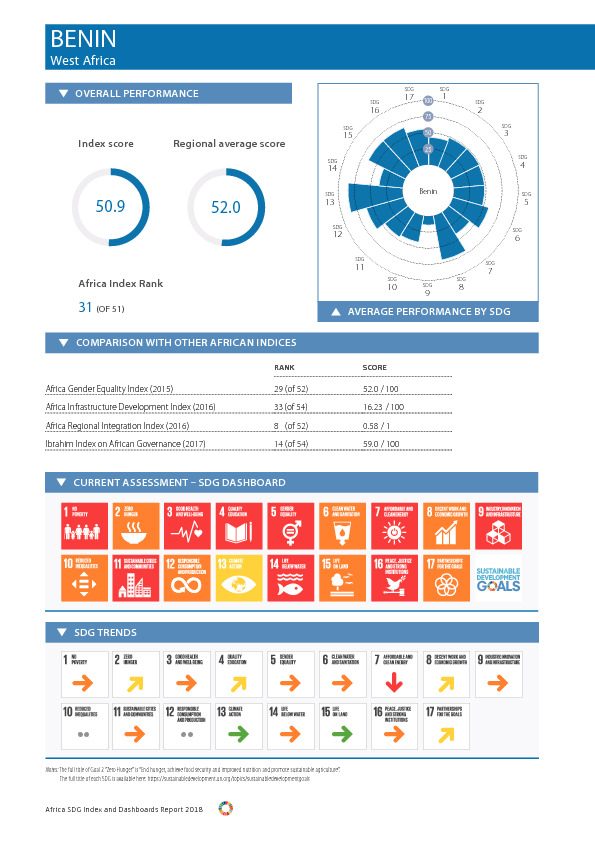 BENIN
West Africa
OVERALL PERFORMANCE
Index score
Regional average score
50.9
52.0
Africa Index Rank
31 (OF 51)
SDG 1
SDG 2
SDG 3
SDG 4
SDG 5
SDG 6
SDG 7
SDG 8
SDG 9
SDG 10
SDG 11
SDG 12
SDG 13
SDG 14
SDG 15
SDG 16
SDG 17
100
75
50
25
Benin
AVERAGE PERFORMANCE BY SDG
COMPARISON WITH OTHER AFRICAN INDICES
RANK SCORE
Africa Gender Equality Index (2015) 29 (of 52) 52.0 / 100
Africa Infrastructure Development Index (2016) 33 (of 54) 16.23 / 100
Africa Regional Integration Index (2016) 8 (of 52) 0.58 / 1
Ibrahim Index on African Governance (2017) 14 (of 54) 59.0 / 100
CURRENT ASSESSMENT – SDG DASHBOARD
1 NO POVERTY
2 ZERO HUNGER
3 GOOD HEALTH AND WELL-BEING
4 QUALITY EDUCATION
5 GENDER EQUALITY
6 CLEAN WATER AND SANITATION
7 AFFORDABLE AND CLEAN ENERGY
8 DECENT WORK AND ECONOMIC GROWTH
9 INDUSTRY, INNOVATION AND INFRASTRUCTURE
10 REDUCED INEQUALITIES
11 SUSTAINABLE CITIES AND COMMUNITIES
12 RESPONSIBLE CONSUMPTION AND PRODUCTION
13 CLIMATE ACTION
14 LIFE BELOW WATER
15 LIFE ON LAND
16 PEACE, JUSTICE AND STRONG INSTITUTIONS
17 PARTNERSHIPS FOR THE GOALS
SUSTAINABLE
DEVELOPMENT
GOALS
SDG TRENDS
1 NO POVERTY
2 ZERO HUNGER
3 GOOD HEALTH AND WELL-BEING
4 QUALITY EDUCATION
5 GENDER EQUALITY
6 CLEAN WATER AND SANITATION
7 AFFORDABLE AND CLEAN ENERGY
8 DECENT WORK AND ECONOMIC GROWTH
9 INDUSTRY, INNOVATION AND INFRASTRUCTURE
10 REDUCED INEQUALITIES
11 SUSTAINABLE CITIES AND COMMUNITIES
12 RESPONSIBLE CONSUMPTION AND PRODUCTION
13 CLIMATE ACTION
14 LIFE BELOW WATER
15 LIFE ON LAND
16 PEACE, JUSTICE AND STRONG INSTITUTIONS
17 PARTNERSHIPS FOR THE GOALS
Notes: The full title of Goal 2 "Zero Hunger" is "End hunger, achieve food security and improved nutrition and promote sustainable agriculture".
The full title of each SDG is available here: https://sustainabledevelopment.un.org/topics/sustainabledevelopmentgoals
Africa SDG Index and Dashboards Report 2018